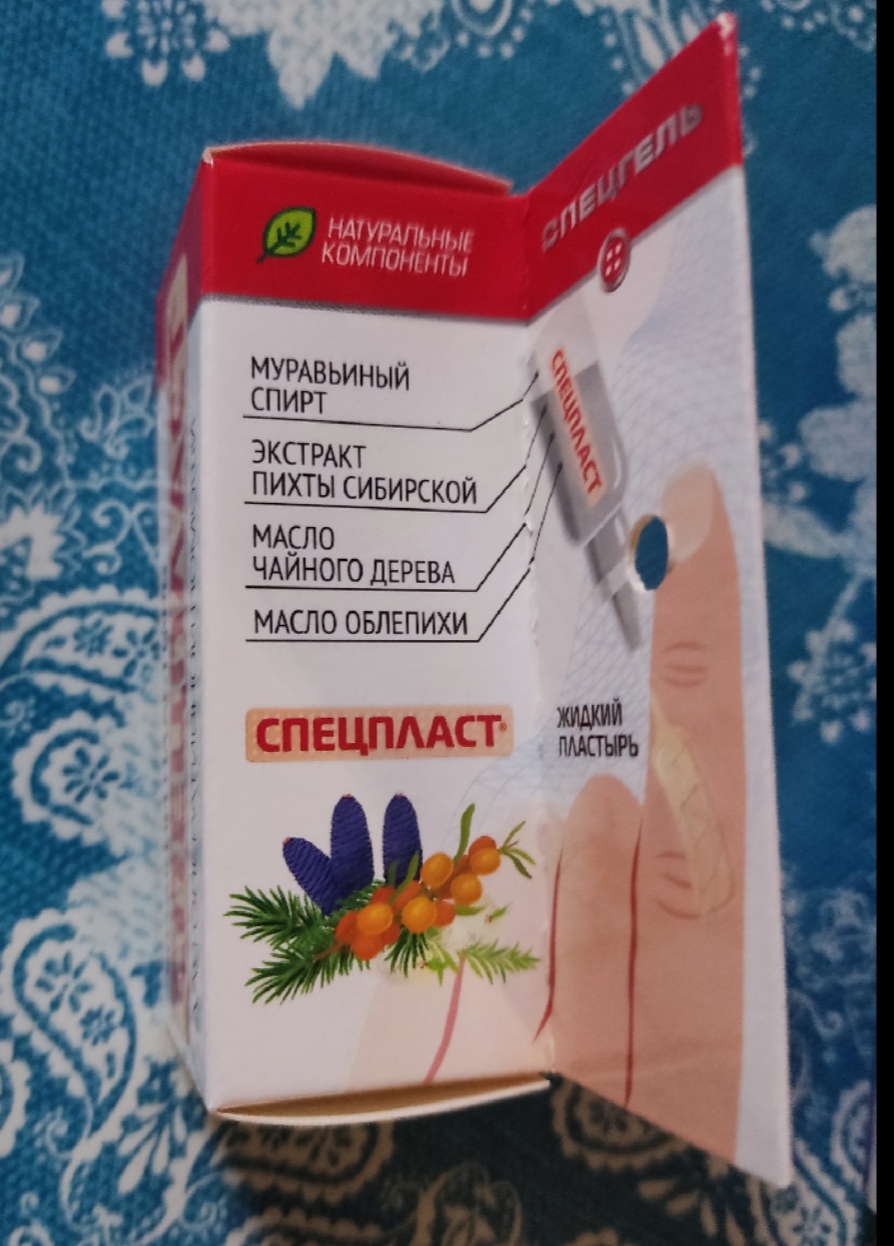 НАТУРАЛЬНЫЕ
КОМПОНЕНТЫ
СПЕЦГЕЛЬ
МУРАВЬИНЫЙ
СПИРТ
ЭКСТРАКТ
ПИХТЫ СИБИРСКОЙ
МАСЛО
ЧАЙНОГО ДЕРЕВА
МАСЛО ОБЛЕПИХИ
СПЕЦПЛАСТ
СПЕЦПЛАСТ®
ЖИДКИЙ
ПЛАСТЫРЬ